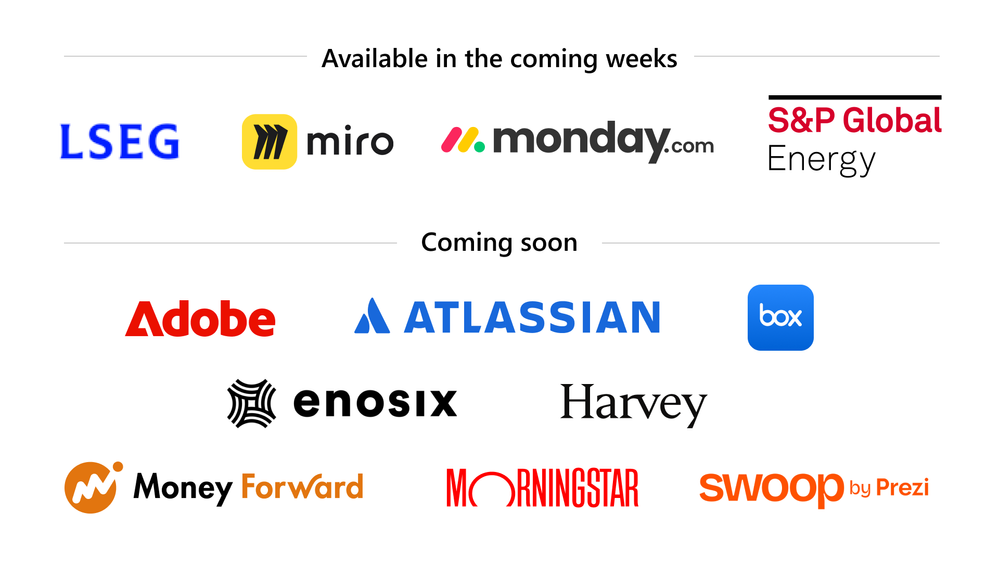 Available in the coming weeks
LSEG miro monday.com S&P Global
Energy
Coming soon
Adobe ATLASSIAN box
enosix Harvey
Money Forward MORNINGSTAR swoop by Prezi